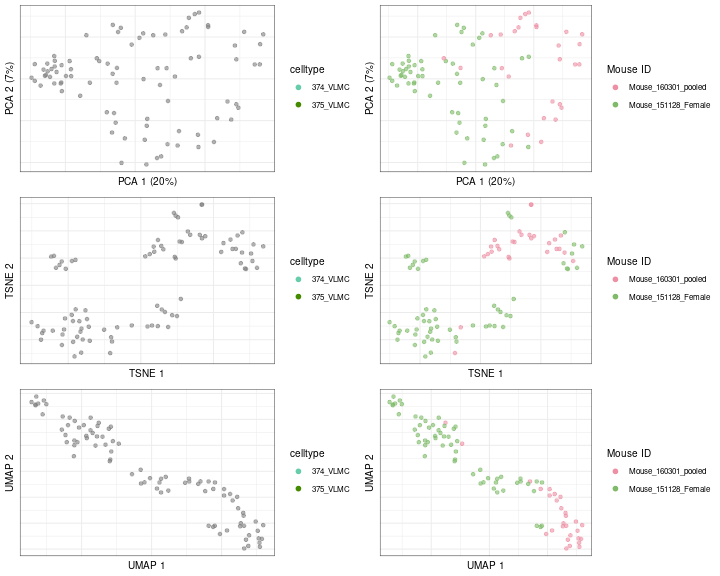 PCA 2 (7%)
PCA 1 (20%)
celltype
374_VLMC
375_VLMC
PCA 2 (7%)
PCA 1 (20%)
Mouse ID
Mouse_160301_pooled
Mouse_151128_Female
TSNE 2
TSNE 1
celltype
374_VLMC
375_VLMC
TSNE 2
TSNE 1
Mouse ID
Mouse_160301_pooled
Mouse_151128_Female
UMAP 2
UMAP 1
celltype
374_VLMC
375_VLMC
UMAP 2
UMAP 1
Mouse ID
Mouse_160301_pooled
Mouse_151128_Female